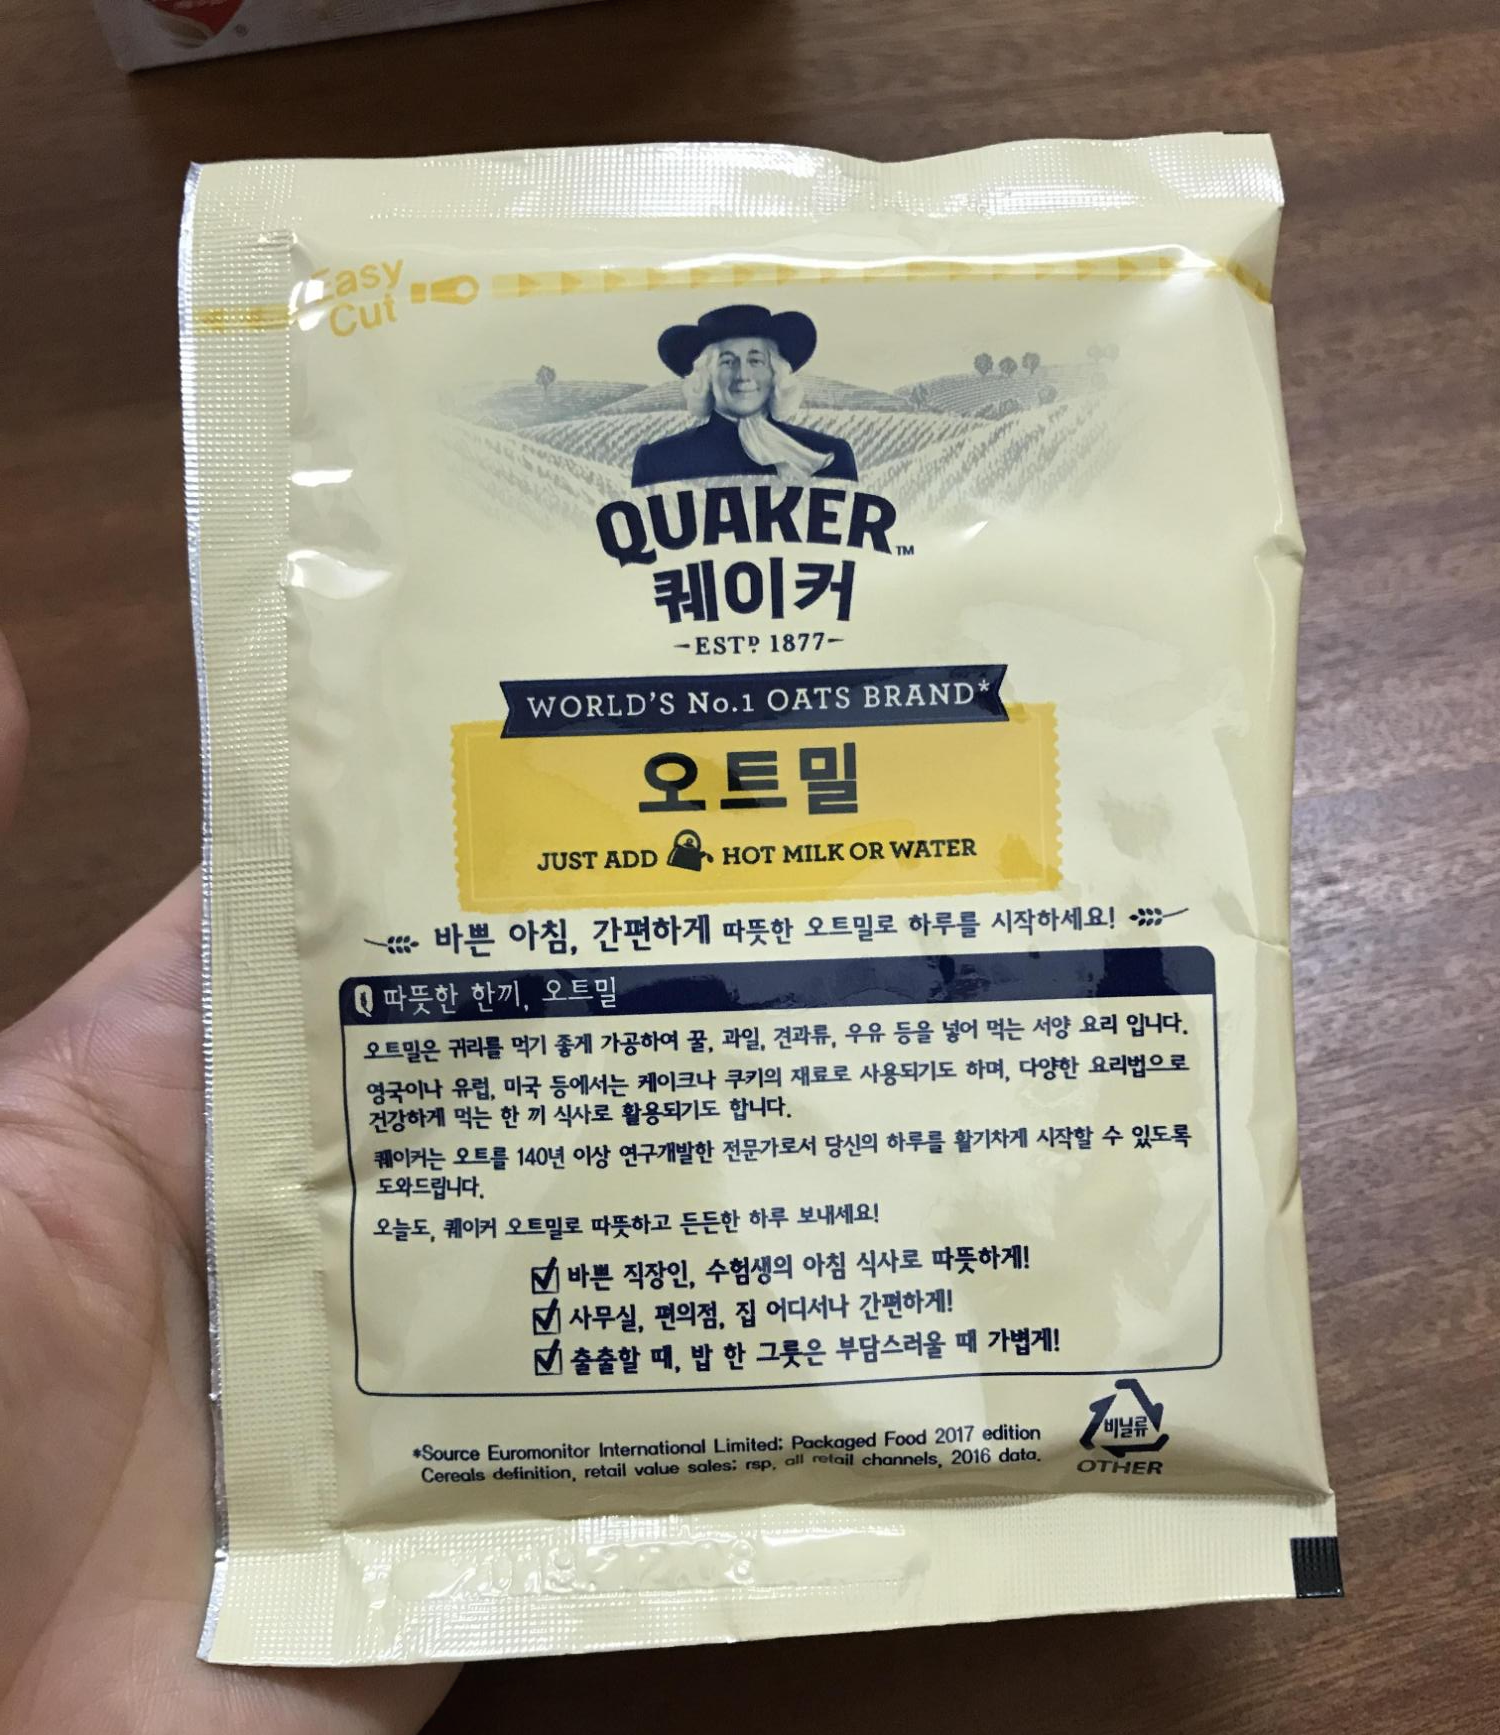 Easy
Cut
QUAKER™
퀘이커
-ESTD 1877-
WORLD'S No.1 OATS BRAND*
오트밀
JUST ADD HOT MILK OR WATER
바쁜 아침, 간편하게 따뜻한 오트밀로 하루를 시작하세요!
Q 따뜻한 한끼, 오트밀
오트밀은 귀리를 먹기 좋게 가공하여 꿀, 과일, 견과류, 우유 등을 넣어 먹는 서양 요리 입니다.
영국이나 유럽, 미국 등에서는 케이크나 쿠키의 재료로 사용되기도 하며, 다양한 요리법으로
건강하게 먹는 한 끼 식사로 활용되기도 합니다.
퀘이커는 오트를 140년 이상 연구개발한 전문가로서 당신의 하루를 활기차게 시작할 수 있도록
도와드립니다.
오늘도, 퀘이커 오트밀로 따뜻하고 든든한 하루 보내세요!
바쁜 직장인, 수험생의 아침 식사로 따뜻하게!
사무실, 편의점, 집 어디서나 간편하게!
출출할 때, 밥 한 그릇은 부담스러울 때 가볍게!
비닐류
OTHER
*Source Euromonitor International Limited; Packaged Food 2017 edition
Cereals definition, retail value sales; rsp, all retail channels, 2016 data.